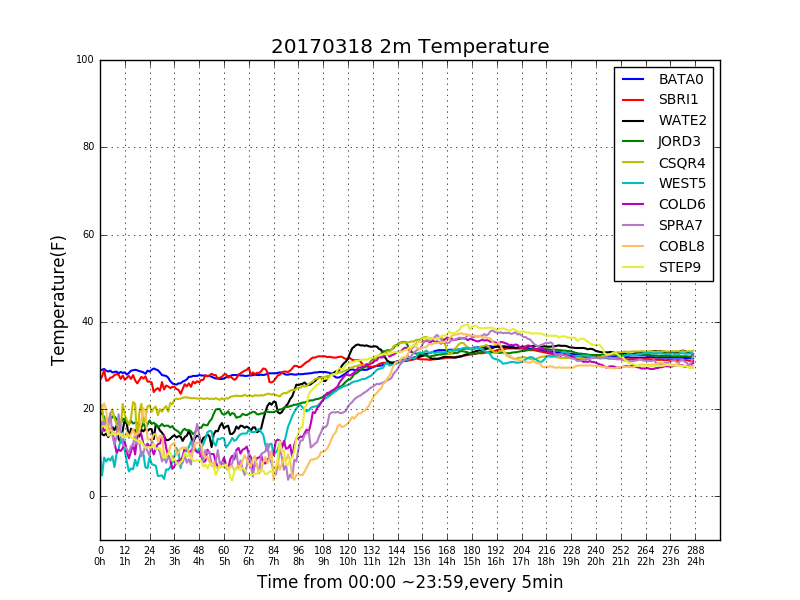 20170318 2m Temperature
100
80
60
40
20
0
Temperature(F)
BATA0
SBRI1
WATE2
JORD3
CSQR4
WEST5
COLD6
SPRA7
COBL8
STEP9
0 12 24 36 48 60 72 84 96 108 120 132 144 156 168 180 192 204 216 228 240 252 264 276 288
0h 1h 2h 3h 4h 5h 6h 7h 8h 9h 10h 11h 12h 13h 14h 15h 16h 17h 18h 19h 20h 21h 22h 23h 24h
Time from 00:00 ~23:59,every 5min